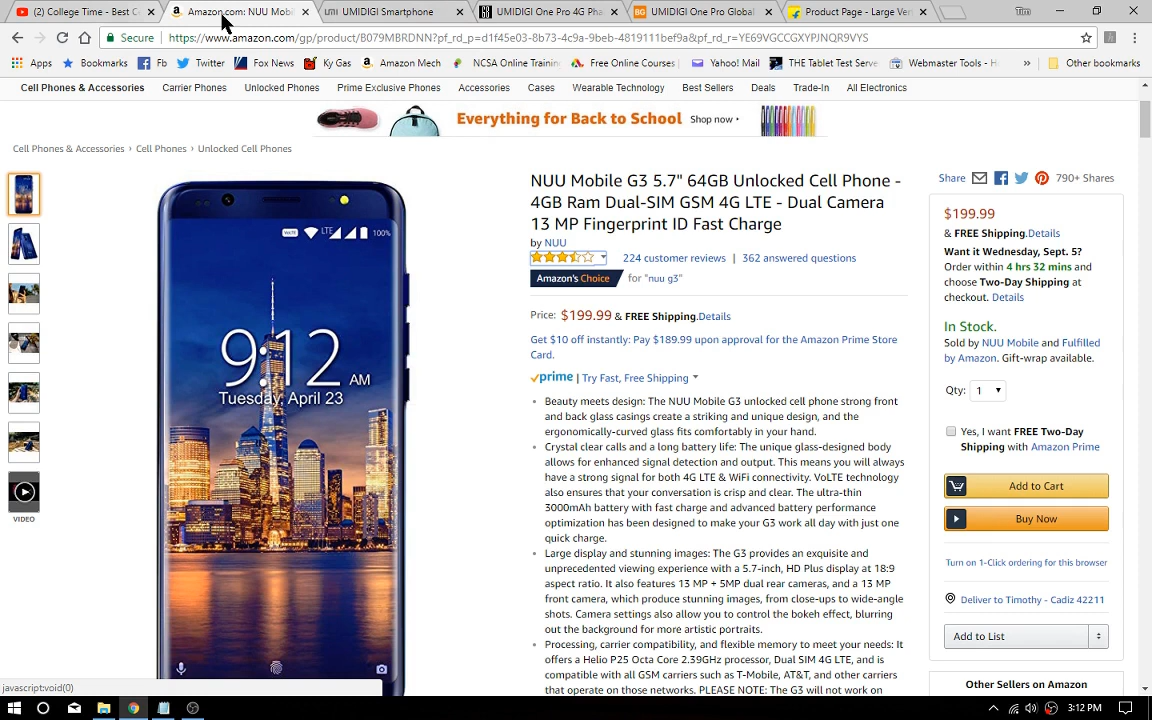 (2) College Time - Best C
Amazon.com: NUU Mobi
UMIDIGI Smartphone
UMIDIGI One Pro 4G Pha
UMIDIGI One Pro Global
Product Page - Large Ver
Tim
Secure
https://www.amazon.com/gp/product/B079MBRDNN?pf_rd_p=d1f45e03-8b73-4c9a-9beb-4819111bef9a&pf_rd_r=YE69VGCCGXYPJNQR9VYS
Apps
Bookmarks
Fb
Twitter
Fox News
Ky Gas
Amazon Mech
NCSA Online Trainin
Free Online Courses
Yahoo! Mail
THE Tablet Test Serve
Webmaster Tools - H
»
Other bookmarks
Cell Phones & Accessories
Carrier Phones
Unlocked Phones
Prime Exclusive Phones
Accessories
Cases
Wearable Technology
Best Sellers
Deals
Trade-In
All Electronics
Everything for Back to School Shop now ›
Cell Phones & Accessories › Cell Phones › Unlocked Cell Phones
VIDEO
VoLTE LTE 100%
9:12 AM
Tuesday, April 23
NUU Mobile G3 5.7" 64GB Unlocked Cell Phone -
4GB Ram Dual-SIM GSM 4G LTE - Dual Camera
13 MP Fingerprint ID Fast Charge
by NUU
224 customer reviews | 362 answered questions
Amazon's Choice for "nuu g3"
Price: $199.99 & FREE Shipping.Details
Get $10 off instantly: Pay $189.99 upon approval for the Amazon Prime Store
Card.
prime | Try Fast, Free Shipping
• Beauty meets design: The NUU Mobile G3 unlocked cell phone strong front
and back glass casings create a striking and unique design, and the
ergonomically-curved glass fits comfortably in your hand.
• Crystal clear calls and a long battery life: The unique glass-designed body
allows for enhanced signal detection and output. This means you will always
have a strong signal for both 4G LTE & WiFi connectivity. VoLTE technology
also ensures that your conversation is crisp and clear. The ultra-thin
3000mAh battery with fast charge and advanced battery performance
optimization has been designed to make your G3 work all day with just one
quick charge.
• Large display and stunning images: The G3 provides an exquisite and
unprecedented viewing experience with a 5.7-inch, HD Plus display at 18:9
aspect ratio. It also features 13 MP + 5MP dual rear cameras, and a 13 MP
front camera, which produce stunning images, from close-ups to wide-angle
shots. Camera settings also allow you to control the bokeh effect, blurring
out the background for more artistic portraits.
• Processing, carrier compatibility, and flexible memory to meet your needs: It
offers a Helio P25 Octa Core 2.39GHz processor, Dual SIM 4G LTE, and is
compatible with all GSM carriers such as T-Mobile, AT&T, and other carriers
that operate on those networks. PLEASE NOTE: The G3 will not work on
Share 790+ Shares
$199.99
& FREE Shipping.Details
Want it Wednesday, Sept. 5?
Order within 4 hrs 32 mins and
choose Two-Day Shipping at
checkout. Details
In Stock.
Sold by NUU Mobile and Fulfilled
by Amazon. Gift-wrap available.
Qty: 1
Yes, I want FREE Two-Day
Shipping with Amazon Prime
Add to Cart
Buy Now
Turn on 1-Click ordering for this browser
Deliver to Timothy - Cadiz 42211
Add to List
Other Sellers on Amazon
javascript:void(0)
3:12 PM